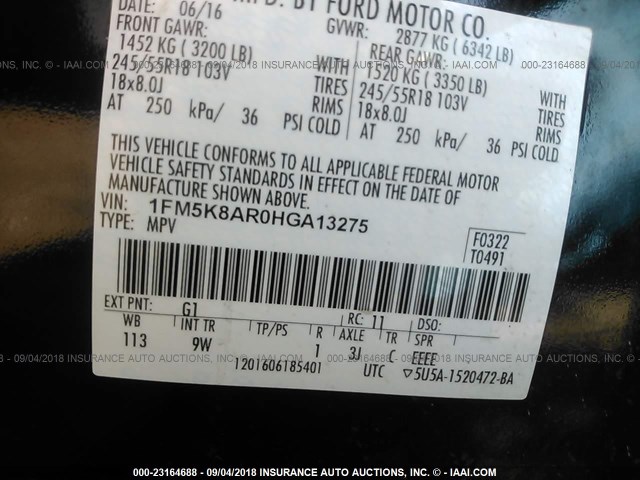 DATE: 06/16 MFD. BY FORD MOTOR CO.
FRONT GAWR: GVWR: 2877 KG ( 6342 LB)
1452 KG ( 3200 LB) WITH REAR GAWR: WITH
245/55R18 103V TIRES 1520 KG ( 3350 LB) TIRES
18x8.0J RIMS 245/55R18 103V RIMS
AT 250 kPa/ 36 PSI COLD 18x8.0J
AT 250 kPa/ 36 PSI COLD
THIS VEHICLE CONFORMS TO ALL APPLICABLE FEDERAL MOTOR
VEHICLE SAFETY STANDARDS IN EFFECT ON THE DATE OF
MANUFACTURE SHOWN ABOVE.
VIN: 1FM5K8AR0HGA13275
TYPE: MPV
F0322
T0491
EXT PNT: G1 RC: 11 DSO:
WB INT TR TP/PS R AXLE TR SPR
113 9W 1 3J C EEEE
1201606185401 UTC ▽5U5A-1520472-BA
000-23164688 - 09/04/2018 INSURANCE AUTO AUCTIONS, INC. - © IAAI.COM